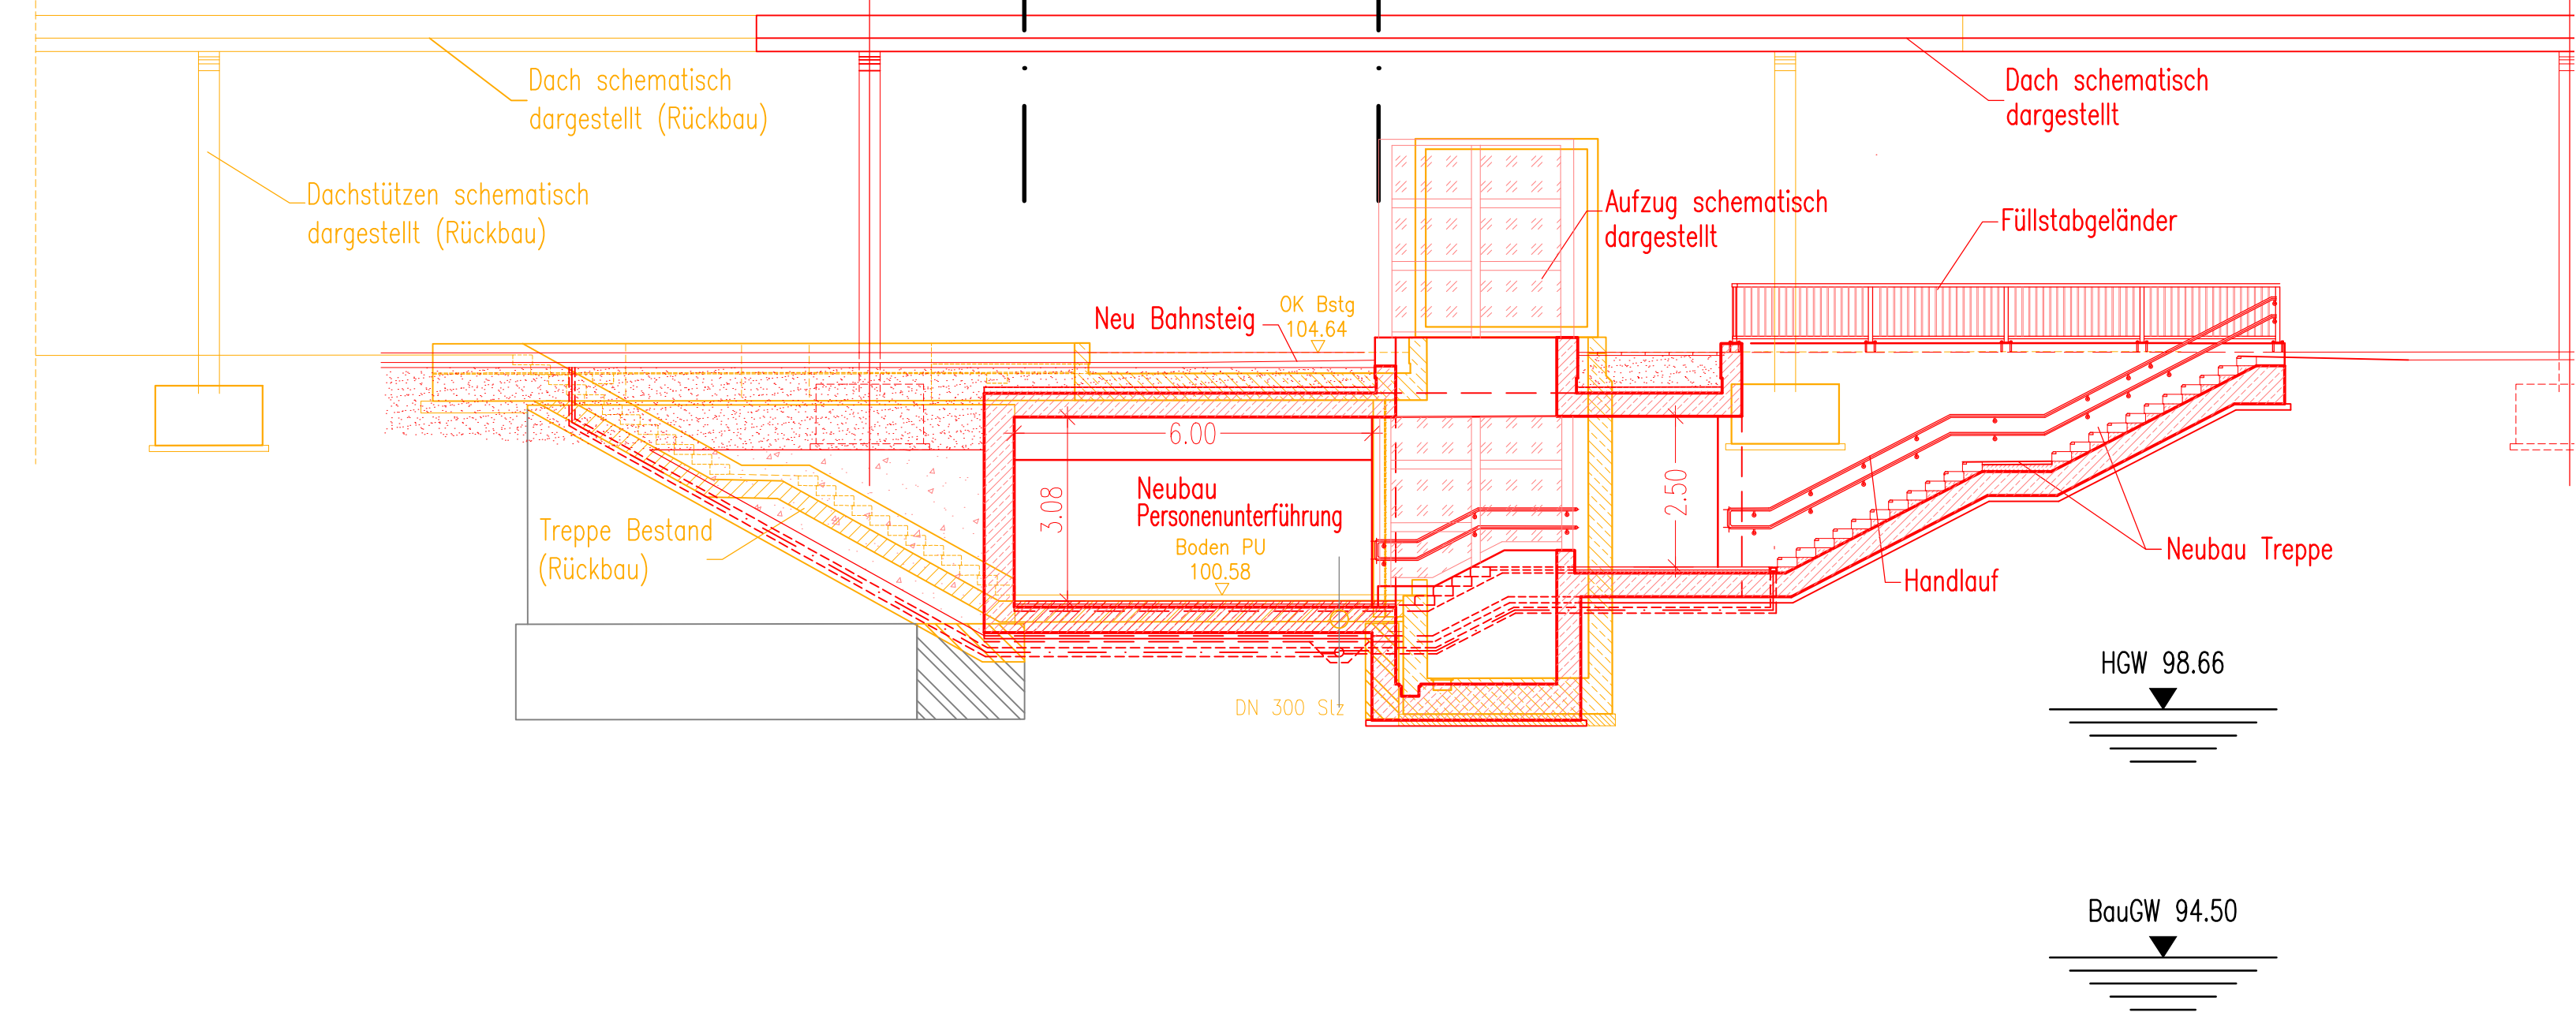 Dach schematisch
dargestellt (Rückbau)
Dach schematisch
dargestellt
Dachstützen schematisch
dargestellt (Rückbau)
Aufzug schematisch
dargestellt
Füllstabgeländer
Neu Bahnsteig
OK Bstg
104.64
6.00
3.08
2.50
Neubau
Personenunterführung
Boden PU
100.58
Treppe Bestand
(Rückbau)
Neubau Treppe
Handlauf
DN 300 Slz
HGW 98.66
BauGW 94.50